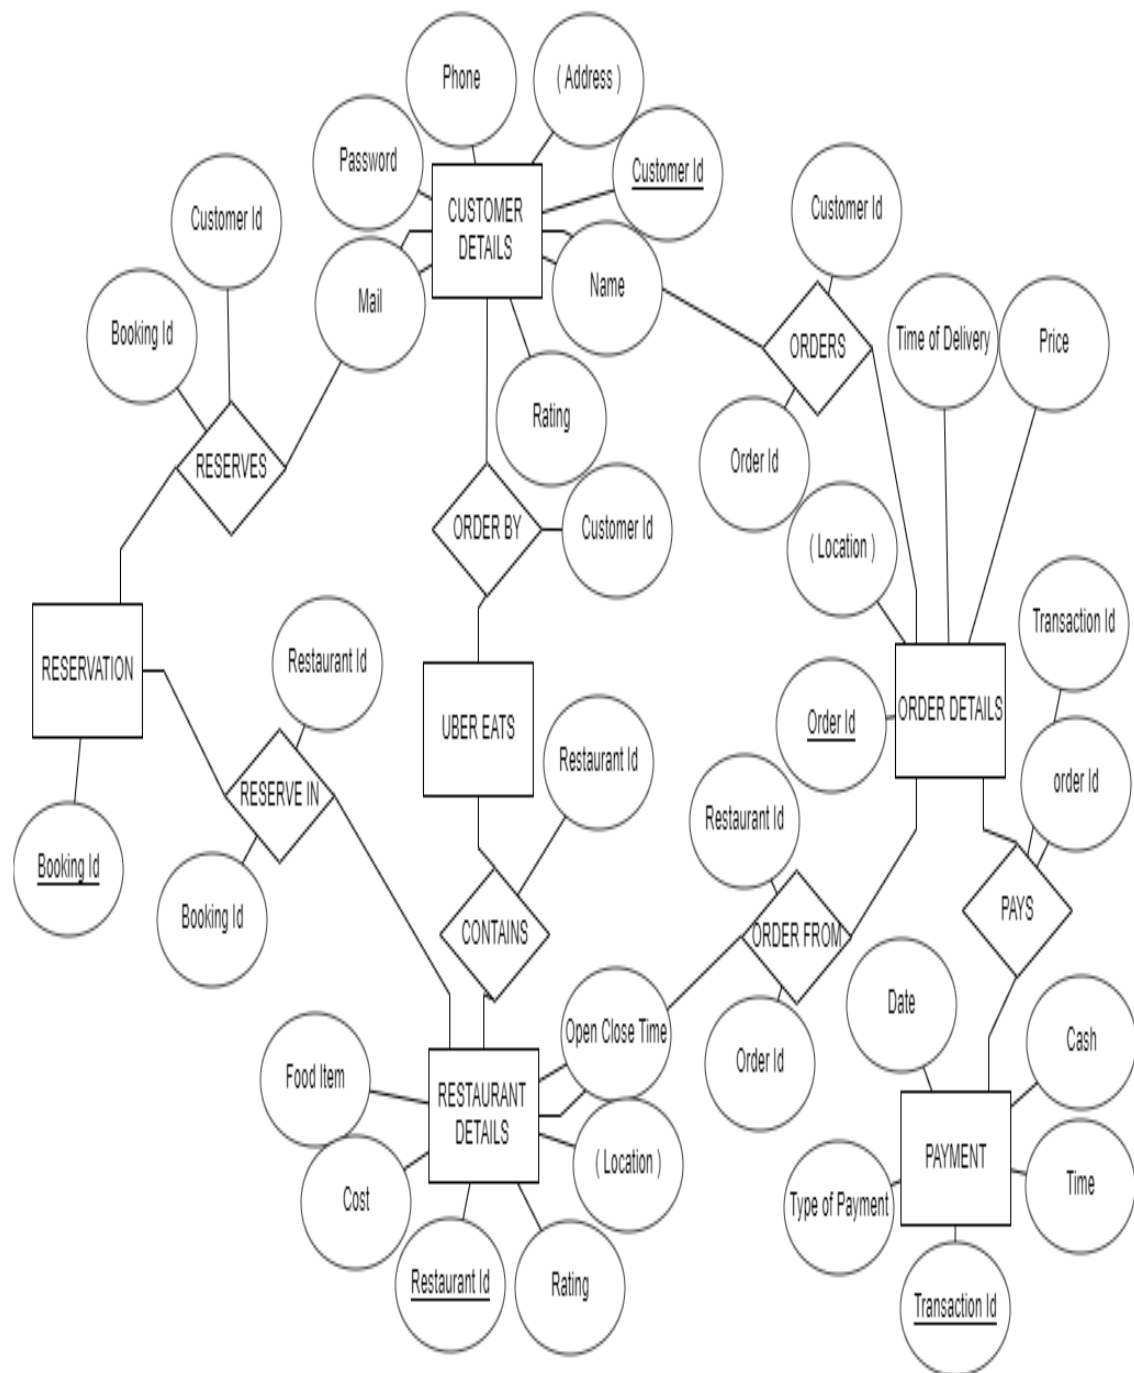 Phone
( Address )
Password
Customer Id
CUSTOMER
DETAILS
Customer Id
Customer Id
Mail
Name
Booking Id
ORDERS
Time of Delivery
Price
Rating
Order Id
RESERVES
ORDER BY
Customer Id
( Location )
Transaction Id
RESERVATION
Restaurant Id
UBER EATS
Order Id
ORDER DETAILS
Restaurant Id
order Id
RESERVE IN
Restaurant Id
Booking Id
Booking Id
CONTAINS
ORDER FROM
PAYS
Date
Open Close Time
Order Id
Cash
Food Item
RESTAURANT
DETAILS
( Location )
PAYMENT
Cost
Type of Payment
Time
Restaurant Id
Rating
Transaction Id